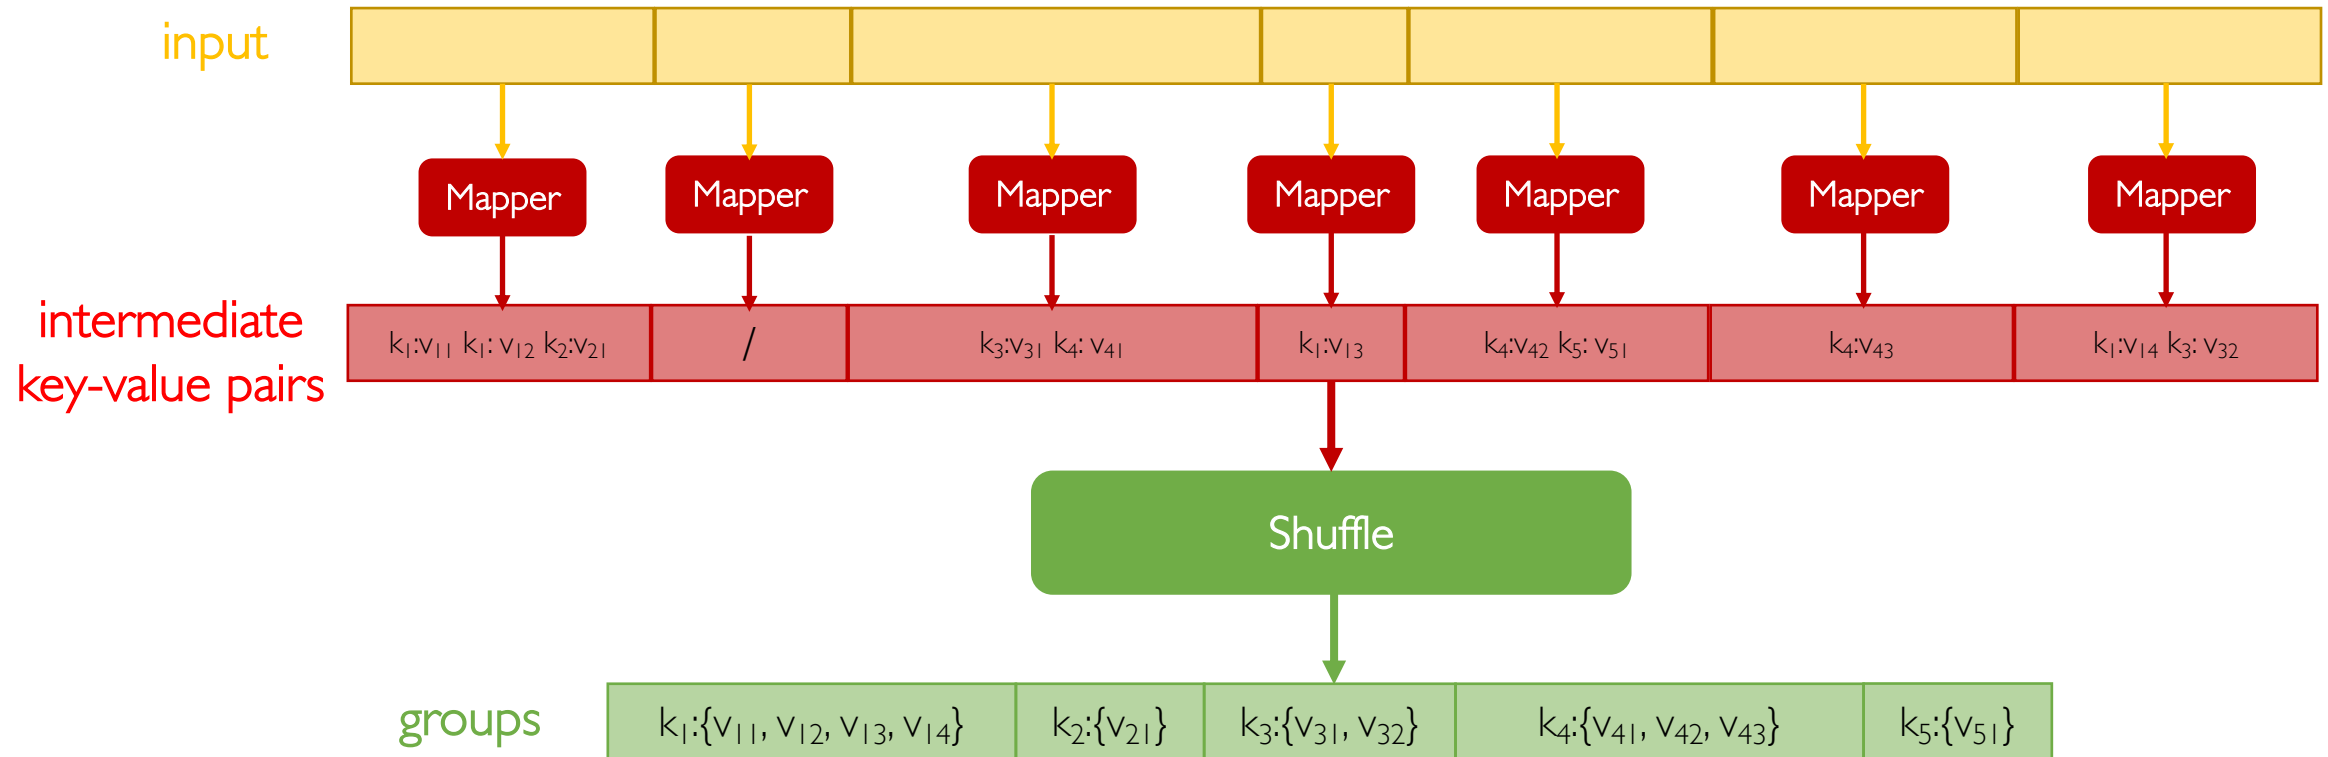 input
Mapper Mapper Mapper Mapper Mapper Mapper Mapper
intermediate
key-value pairs
k₁:v₁₁ k₁: v₁₂ k₂:v₂₁
/
k₃:v₃₁ k₄: v₄₁
k₁:v₁₃
k₄:v₄₂ k₅: v₅₁
k₄:v₄₃
k₁:v₁₄ k₃: v₃₂
Shuffle
groups
k₁:{v₁₁, v₁₂, v₁₃, v₁₄}
k₂:{v₂₁}
k₃:{v₃₁, v₃₂}
k₄:{v₄₁, v₄₂, v₄₃}
k₅:{v₅₁}